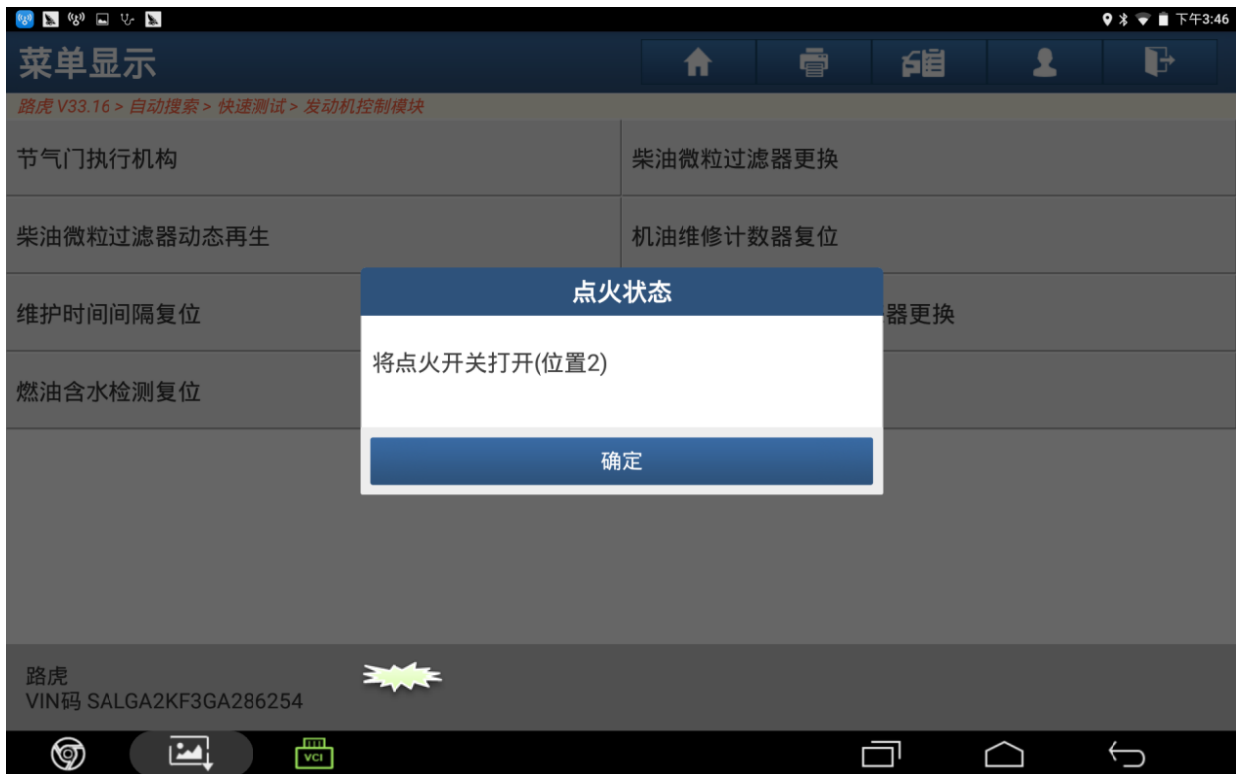 下午3:46
菜单显示
路虎 V33.16 > 自动搜索 > 快速测试 > 发动机控制模块
节气门执行机构
柴油微粒过滤器更换
柴油微粒过滤器动态再生
机油维修计数器复位
点火状态
维护时间间隔复位
器更换
将点火开关打开(位置2)
燃油含水检测复位
确定
路虎
VIN码 SALGA2KF3GA286254
VCI